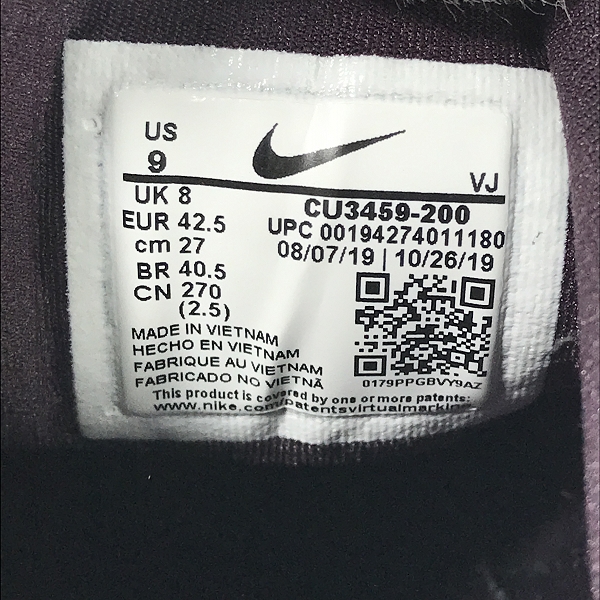 US
9
VJ
UK 8
EUR 42.5
cm 27
BR 40.5
CN 270
(2.5)
CU3459-200
UPC 00194274011180
08/07/19 | 10/26/19
0179PPGBVY9AZ
MADE IN VIETNAM
HECHO EN VIETNAM
FABRIQUE AU VIETNAM
FABRICADO NO VIETNÃ
This product is covered by one or more patents:
www.nike.com/patentsvirtualmarking